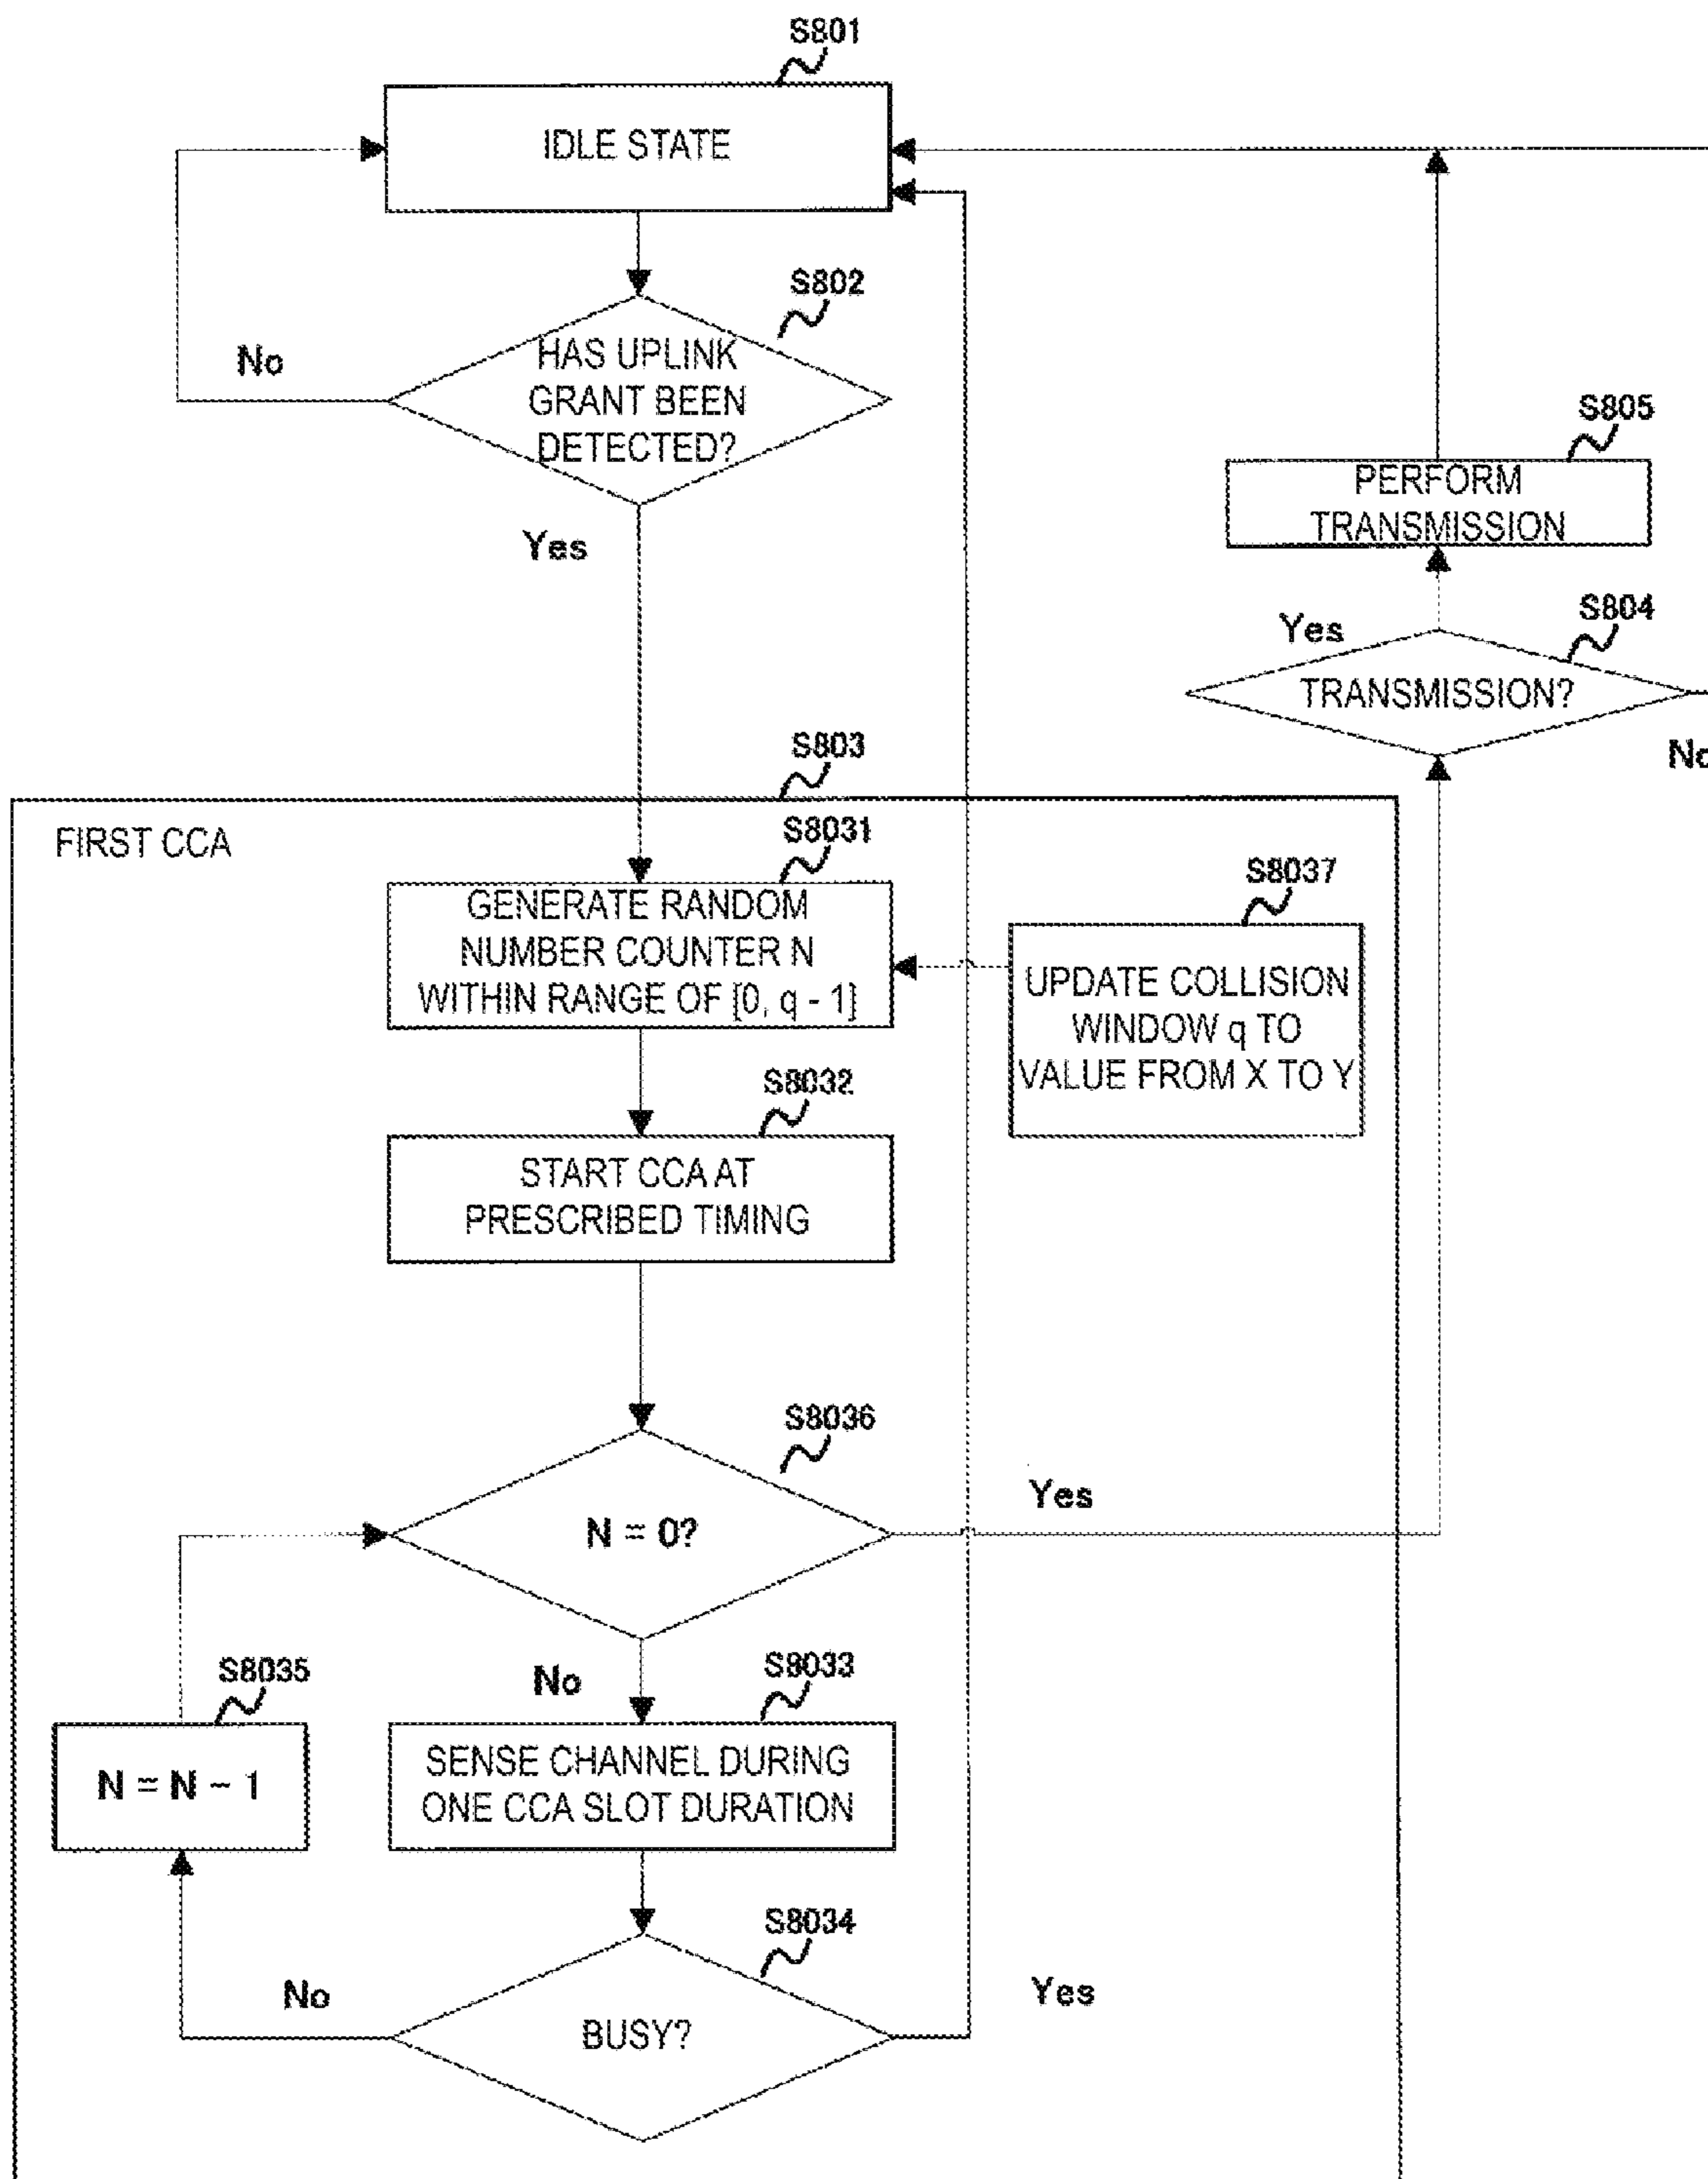 S801
IDLE STATE
S802
HAS UPLINK
GRANT BEEN
DETECTED?
No
Yes
S805
PERFORM
TRANSMISSION
S804
Yes
TRANSMISSION?
No
S803
FIRST CCA
S8031
GENERATE RANDOM
NUMBER COUNTER N
WITHIN RANGE OF [0, q - 1]
S8037
UPDATE COLLISION
WINDOW q TO
VALUE FROM X TO Y
S8032
START CCA AT
PRESCRIBED TIMING
S8036
N = 0?
Yes
No
S8035
N = N - 1
S8033
SENSE CHANNEL DURING
ONE CCA SLOT DURATION
S8034
BUSY?
No
Yes